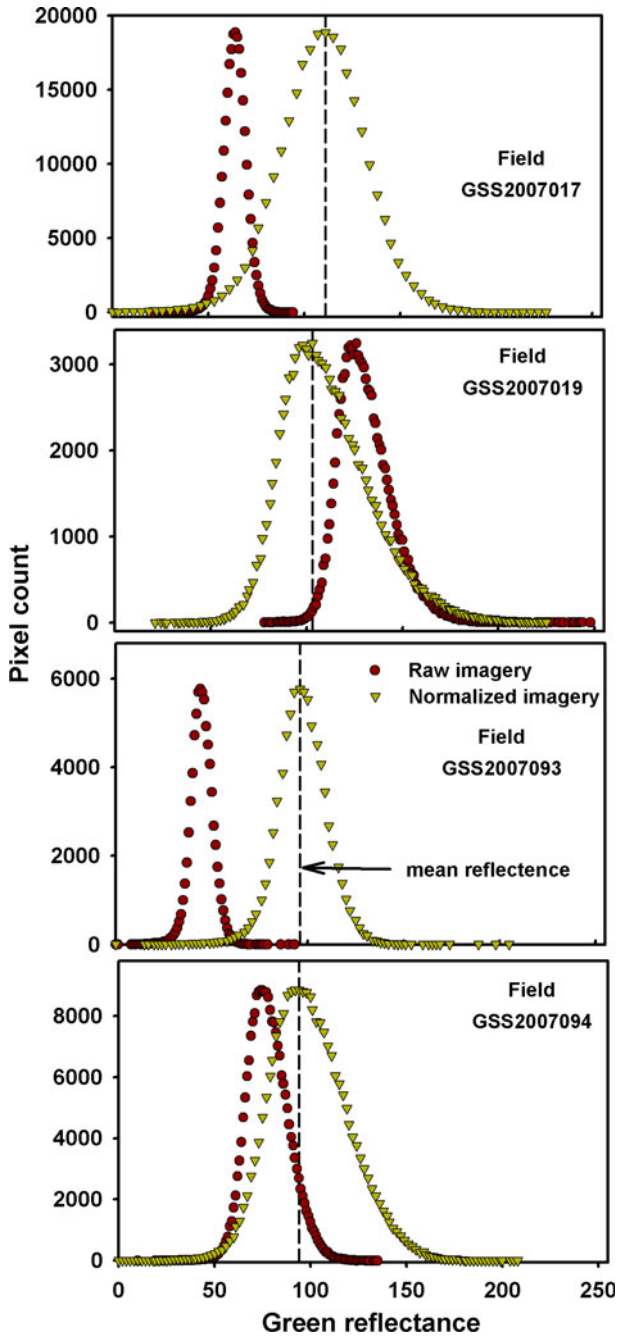 20000
15000
10000
5000
0
Field
GSS2007017
3000
2000
1000
0
Field
GSS2007019
6000
4000
2000
0
Raw imagery
Normalized imagery
Field
GSS2007093
mean reflectence
8000
6000
4000
2000
0
Field
GSS2007094
0 50 100 150 200 250
Green reflectance
Pixel count